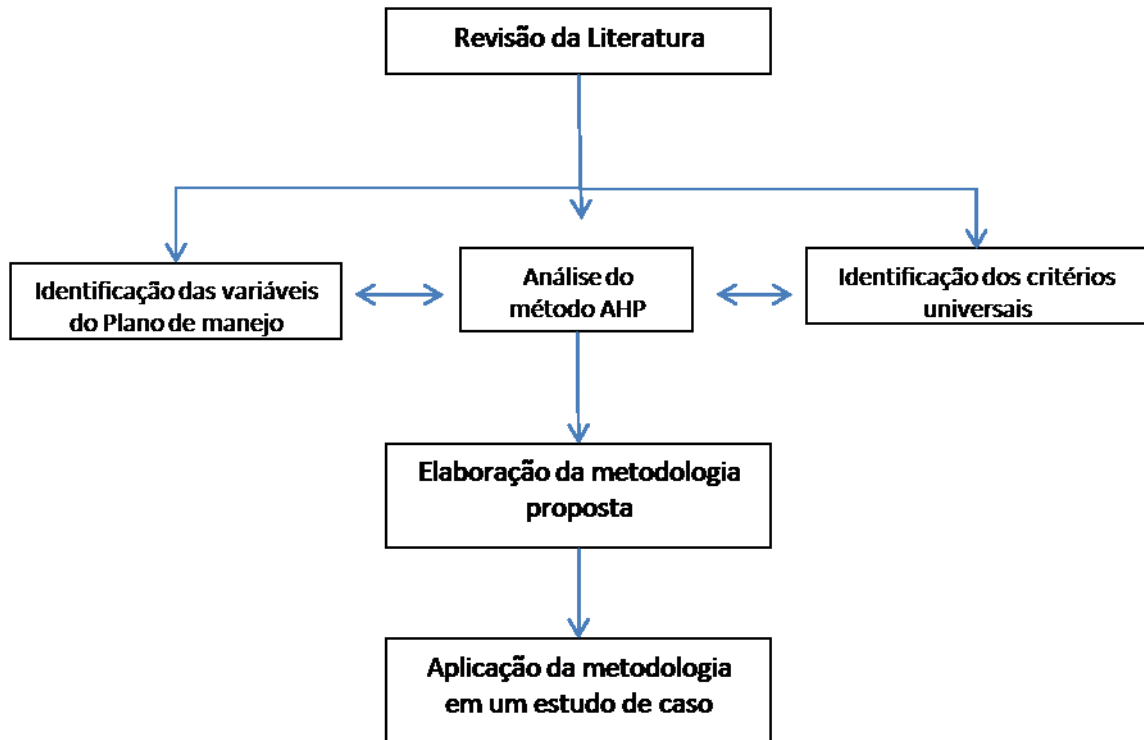 Revisão da Literatura
Identificação das variáveis
do Plano de manejo
Análise do
método AHP
Identificação dos critérios
universais
Elaboração da metodologia
proposta
Aplicação da metodologia
em um estudo de caso